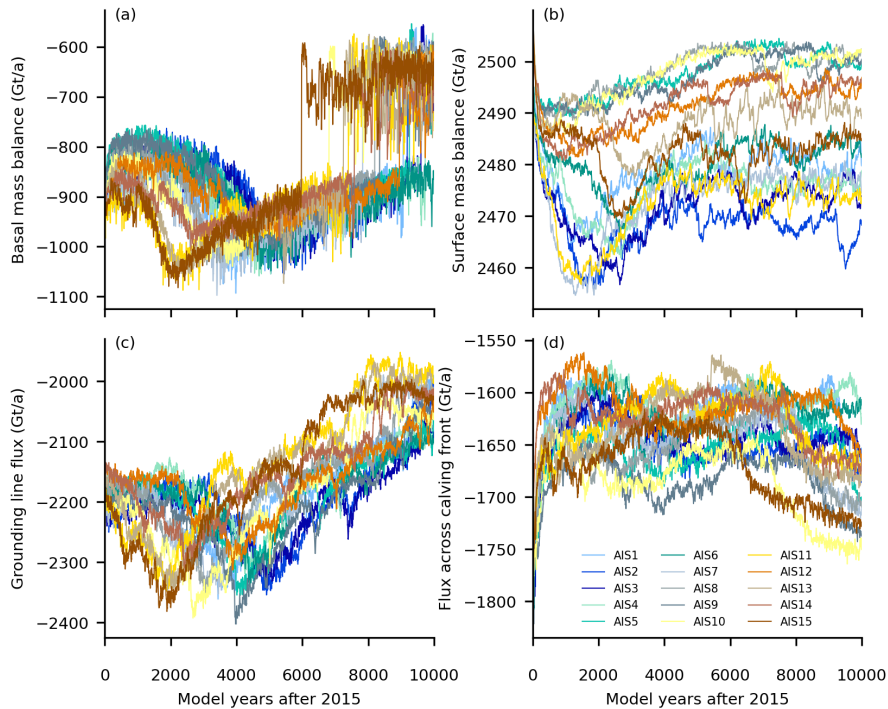 (a)
Basal mass balance (Gt/a)
−600
−700
−800
−900
−1000
−1100
(b)
Surface mass balance (Gt/a)
2500
2490
2480
2470
2460
(c)
Grounding line flux (Gt/a)
−2000
−2100
−2200
−2300
−2400
0 2000 4000 6000 8000 10000
Model years after 2015
(d)
Flux across calving front (Gt/a)
−1550
−1600
−1650
−1700
−1750
−1800
AIS1 AIS6 AIS11
AIS2 AIS7 AIS12
AIS3 AIS8 AIS13
AIS4 AIS9 AIS14
AIS5 AIS10 AIS15
0 2000 4000 6000 8000 10000
Model years after 2015